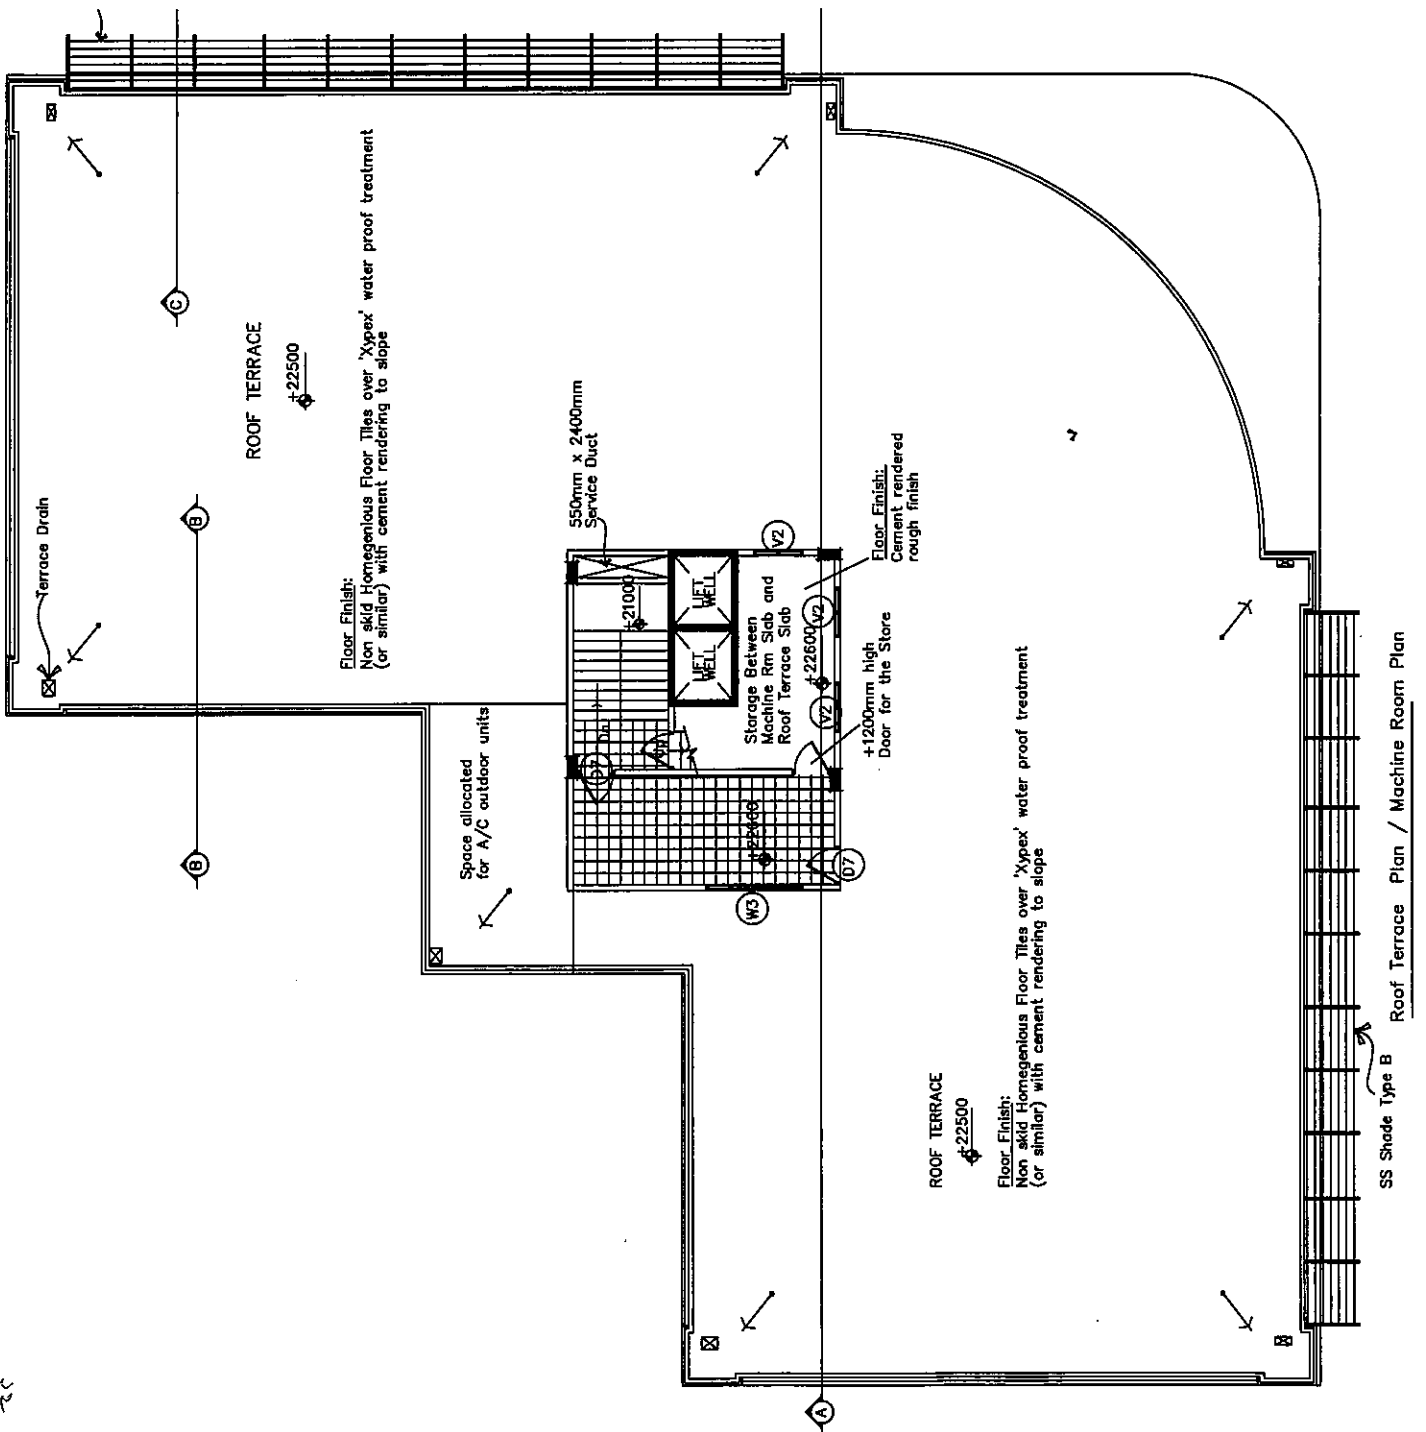 Terrace Drain
ROOF TERRACE
+22500
Floor Finish:
Non skid Homegenious Floor Tiles over 'Xypex' water proof treatment
(or similar) with cement rendering to slope
C
B
B
Space allocated
for A/C outdoor units
550mm x 2400mm
Service Duct
+21000
LIFT
WELL
LIFT
WELL
Dn
D7
UP
Storage Between
Machine Rm Slab and
Roof Terrace Slab
+22600
V2
V2
V2
+22600
W3
D7
+1200mm high
Door for the Store
Floor Finish:
Cement rendered
rough finish
ROOF TERRACE
+22500
Floor Finish:
Non skid Homegenious Floor Tiles over 'Xypex' water proof treatment
(or similar) with cement rendering to slope
A
SS Shade Type B
Roof Terrace Plan / Machine Room Plan